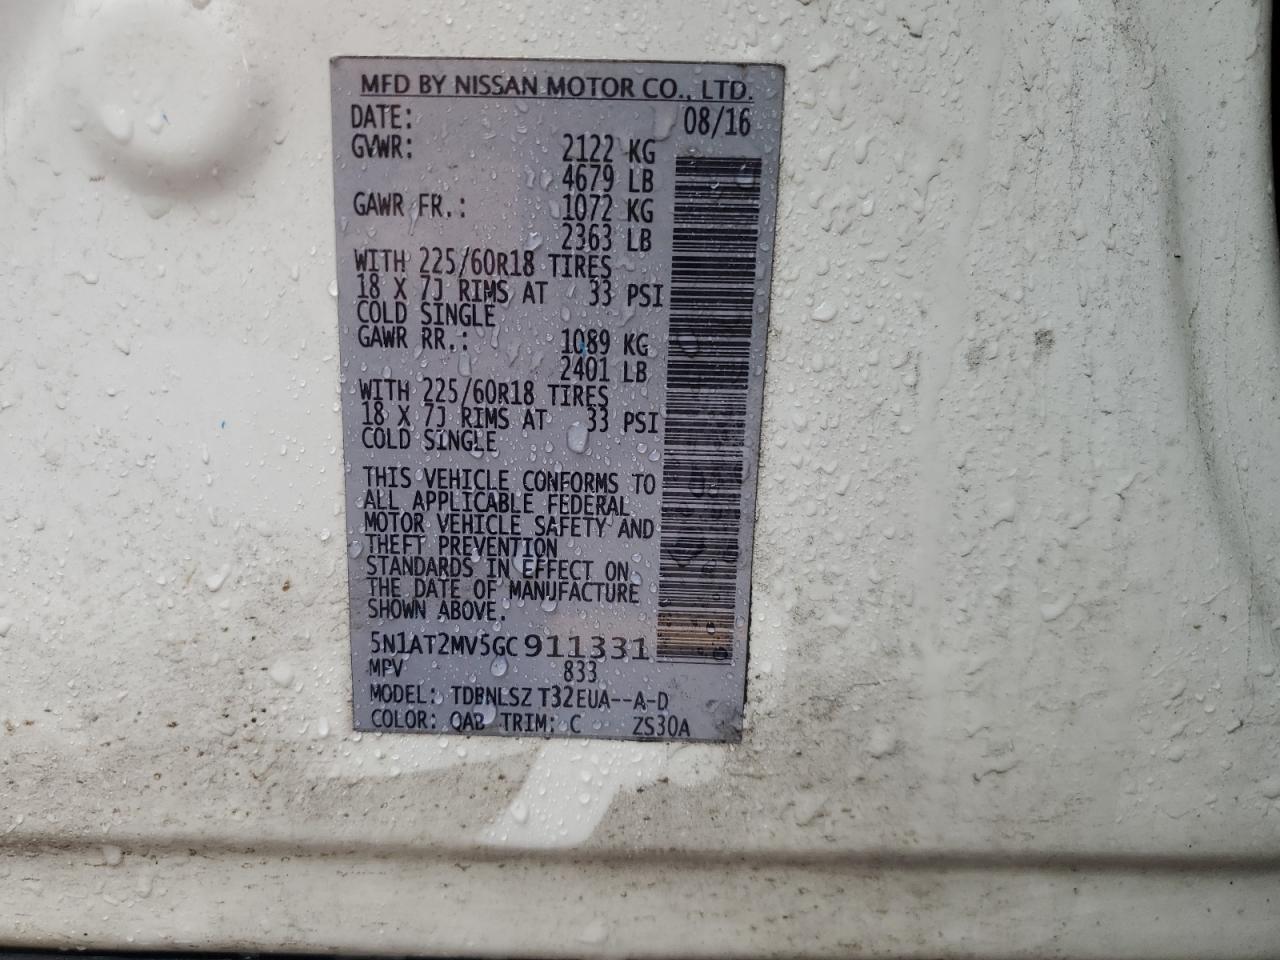 MFD BY NISSAN MOTOR CO., LTD.
DATE: 08/16
GVWR: 2122 KG
4679 LB
GAWR FR.: 1072 KG
2363 LB
WITH 225/60R18 TIRES
18 X 7J RIMS AT 33 PSI
COLD SINGLE
GAWR RR.: 1089 KG
2401 LB
WITH 225/60R18 TIRES
18 X 7J RIMS AT 33 PSI
COLD SINGLE
THIS VEHICLE CONFORMS TO
ALL APPLICABLE FEDERAL
MOTOR VEHICLE SAFETY AND
THEFT PREVENTION
STANDARDS IN EFFECT ON
THE DATE OF MANUFACTURE
SHOWN ABOVE.
5N1AT2MV5GC911331
MPV 833
MODEL: TDBNLSZ T32EUA--A-D
COLOR: QAB TRIM: C ZS30A